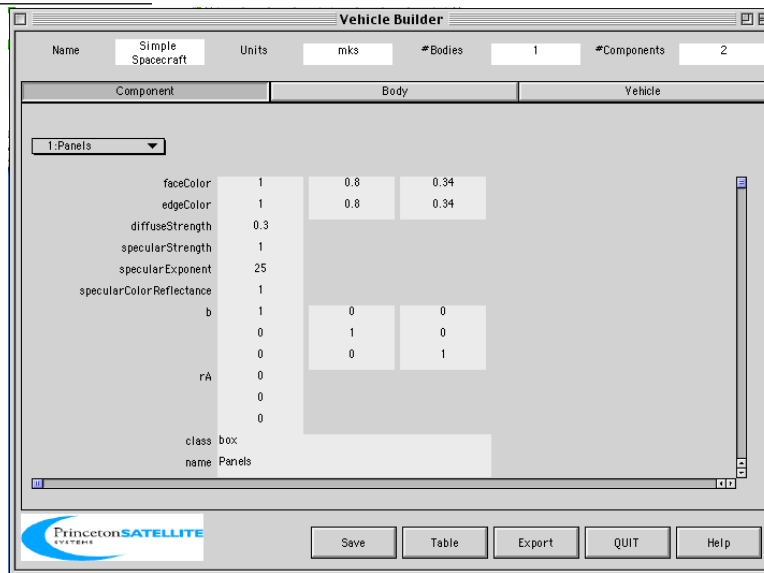 Vehicle Builder
Name Simple Spacecraft Units mks #Bodies 1 #Components 2
Component Body Vehicle
1:Panels
faceColor 1 0.8 0.34
edgeColor 1 0.8 0.34
diffuseStrength 0.3
specularStrength 1
specularExponent 25
specularColorReflectance 1
b 1 0 0
0 1 0
0 0 1
rA 0
0
0
class box
name Panels
PrincetonSATELLITE
SYSTEMS
Save Table Export QUIT Help